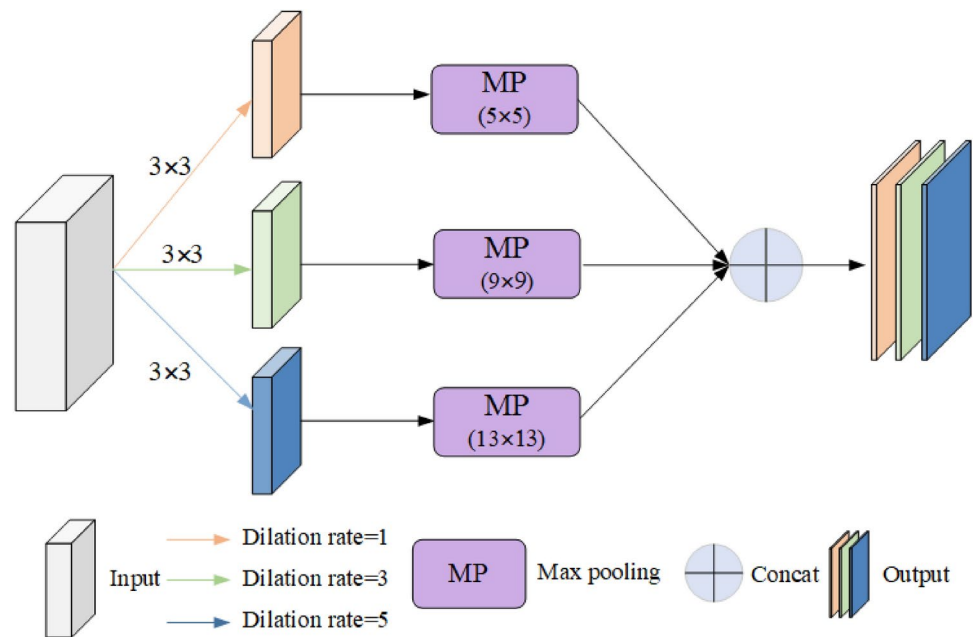 MP
(5×5)
3×3
3×3
MP
(9×9)
3×3
MP
(13×13)
Input
Dilation rate=1
Dilation rate=3
Dilation rate=5
MP
Max pooling
Concat
Output